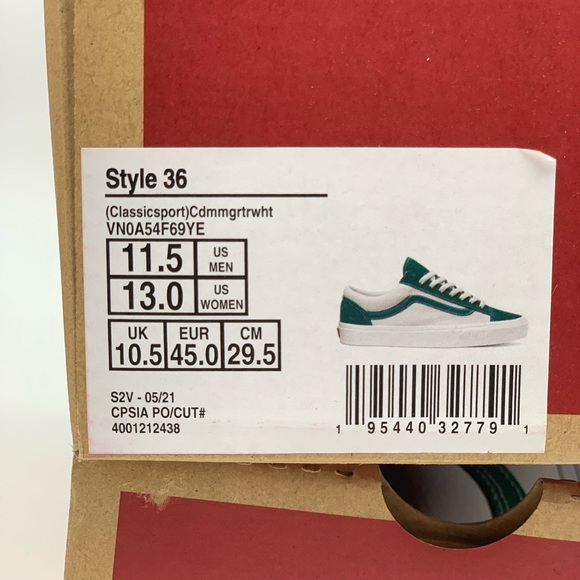 Style 36
(Classicsport)Cdmmgrtrwht
VN0A54F69YE
11.5 US MEN
13.0 US WOMEN
UK EUR CM
10.5 45.0 29.5
S2V - 05/21
CPSIA PO/CUT#
4001212438
1 95440 32779 1